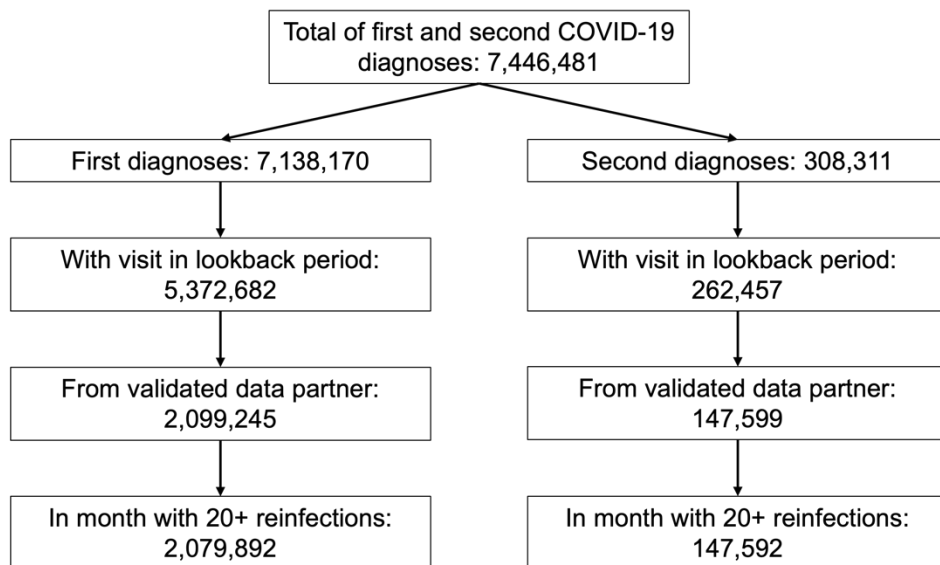 Total of first and second COVID-19
diagnoses: 7,446,481
First diagnoses: 7,138,170
Second diagnoses: 308,311
With visit in lookback period:
5,372,682
With visit in lookback period:
262,457
From validated data partner:
2,099,245
From validated data partner:
147,599
In month with 20+ reinfections:
2,079,892
In month with 20+ reinfections:
147,592